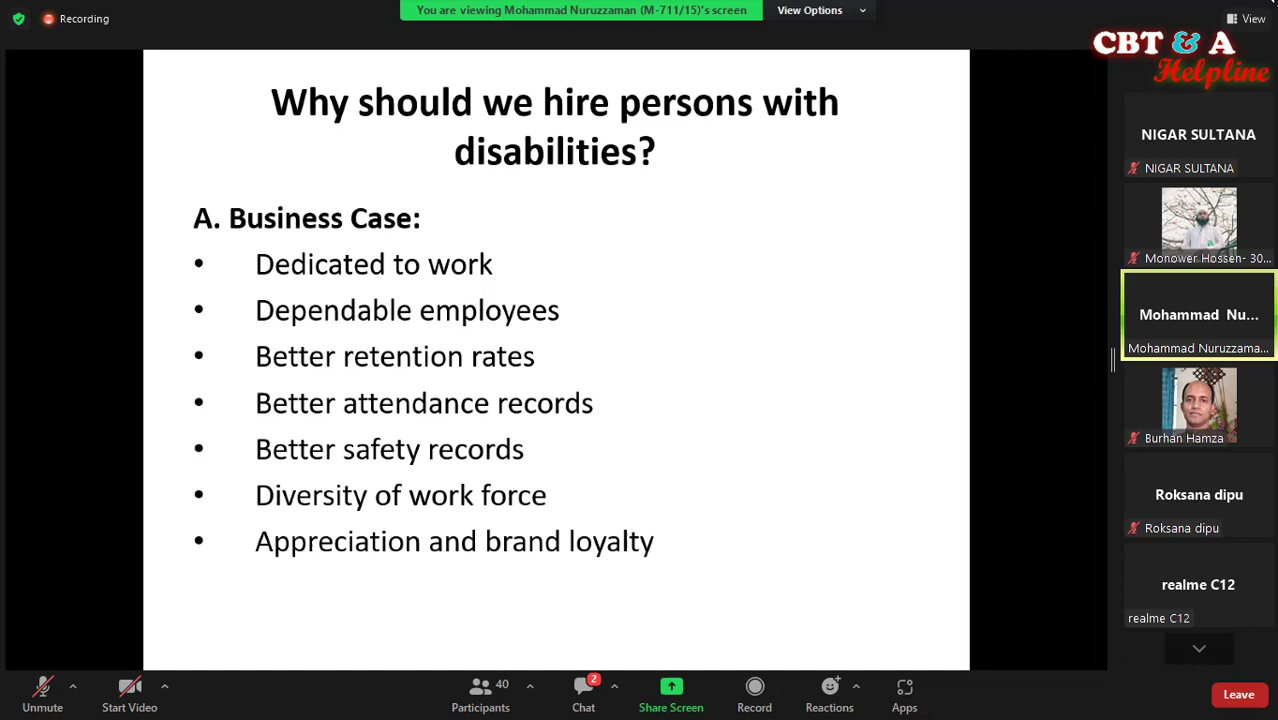 Recording
You are viewing Mohammad Nuruzzaman (M-711/15)'s screen
View Options
View
CBT & A
Helpline
Why should we hire persons with
disabilities?
A. Business Case:
• Dedicated to work
• Dependable employees
• Better retention rates
• Better attendance records
• Better safety records
• Diversity of work force
• Appreciation and brand loyalty
NIGAR SULTANA
NIGAR SULTANA
Monower Hossen- 30...
Mohammad Nu...
Mohammad Nuruzzama...
Burhan Hamza
Roksana dipu
Roksana dipu
realme C12
realme C12
Unmute
Start Video
40
Participants
2
Chat
Share Screen
Record
Reactions
Apps
Leave